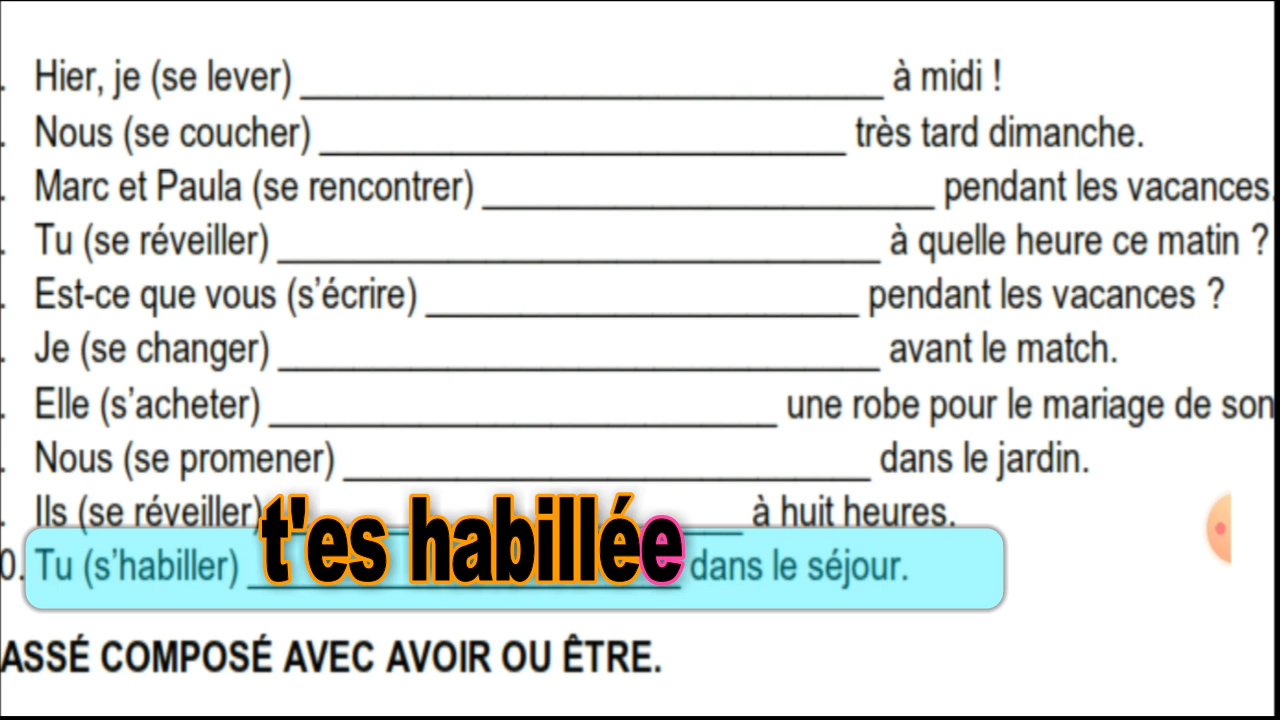 . Hier, je (se lever) ______________________________ à midi !
. Nous (se coucher) ___________________________ très tard dimanche.
. Marc et Paula (se rencontrer) _______________________ pendant les vacances.
. Tu (se réveiller) _______________________________ à quelle heure ce matin ?
. Est-ce que vous (s'écrire) ______________________ pendant les vacances ?
. Je (se changer) _______________________________ avant le match.
. Elle (s'acheter) __________________________ une robe pour le mariage de son
. Nous (se promener) ___________________________ dans le jardin.
. Ils (se réveiller) _________________________ à huit heures.
0. Tu (s'habiller) t'es habillée dans le séjour.
ASSÉ COMPOSÉ AVEC AVOIR OU ÊTRE.